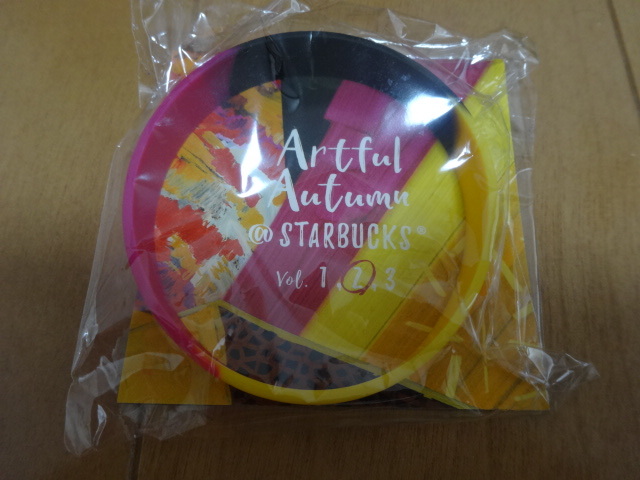 Artful
Autumn
@ STARBUCKS®
Vol. 1 2 3